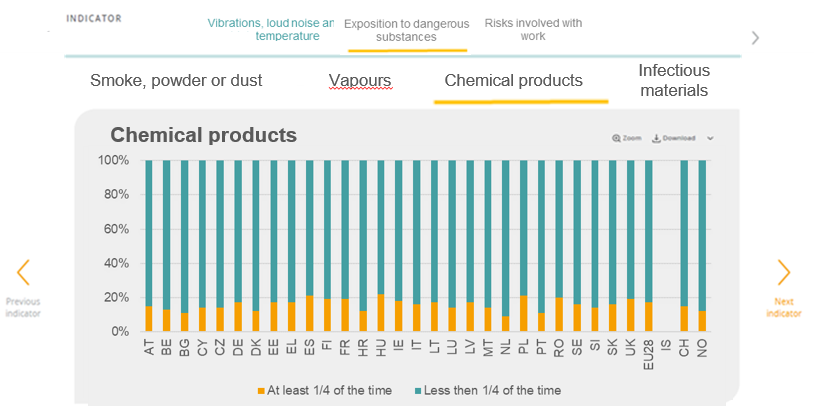 INDICATOR
Vibrations, loud noise an
temperature
Exposition to dangerous
substances
Risks involved with
work
Smoke, powder or dust
Vapours
Chemical products
Infectious
materials
Chemical products
Zoom
Download
100%
80%
60%
40%
20%
0%
AT BE BG CY CZ DE DK EE EL ES FI FR HR HU IE IT LT LU LV MT NL PL PT RO SE SI SK UK EU28 IS CH NO
At least 1/4 of the time
Less then 1/4 of the time
Previous
indicator
Next
indicator